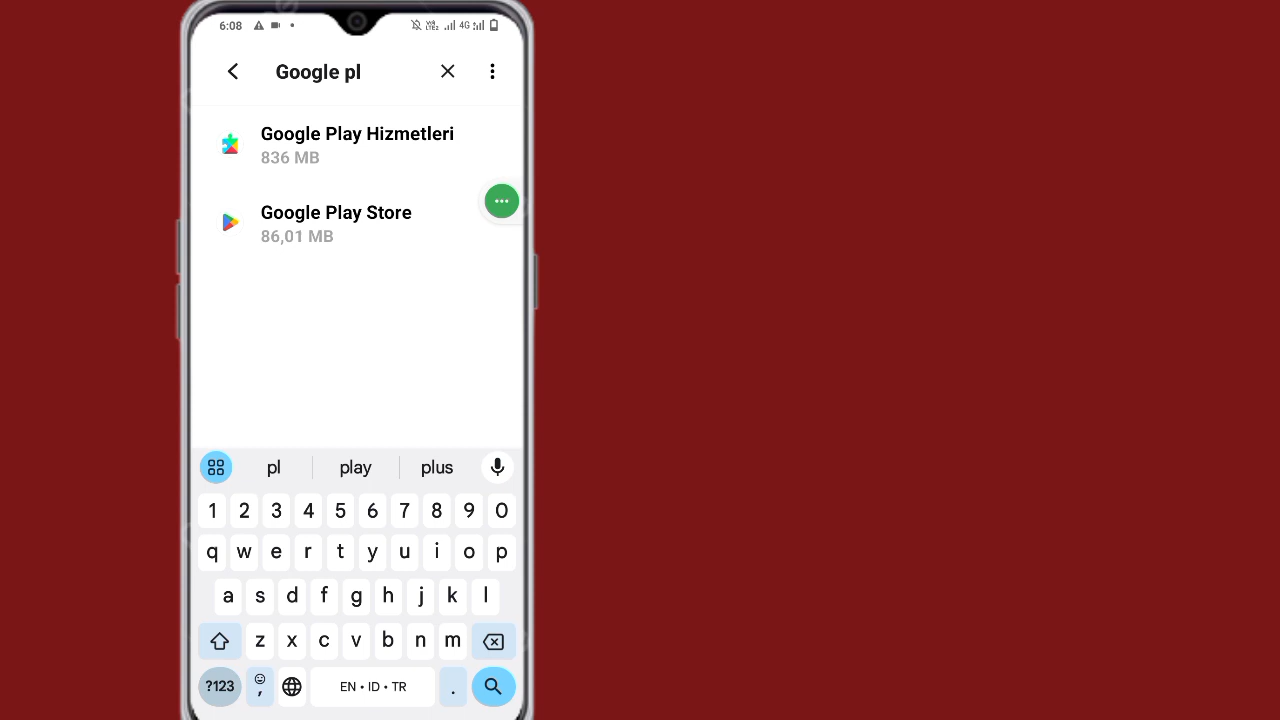 6:08
4G
Google pl
Google Play Hizmetleri
836 MB
Google Play Store
86,01 MB
pl play plus
1 2 3 4 5 6 7 8 9 0
q w e r t y u i o p
a s d f g h j k l
z x c v b n m
?123 , EN • ID • TR .